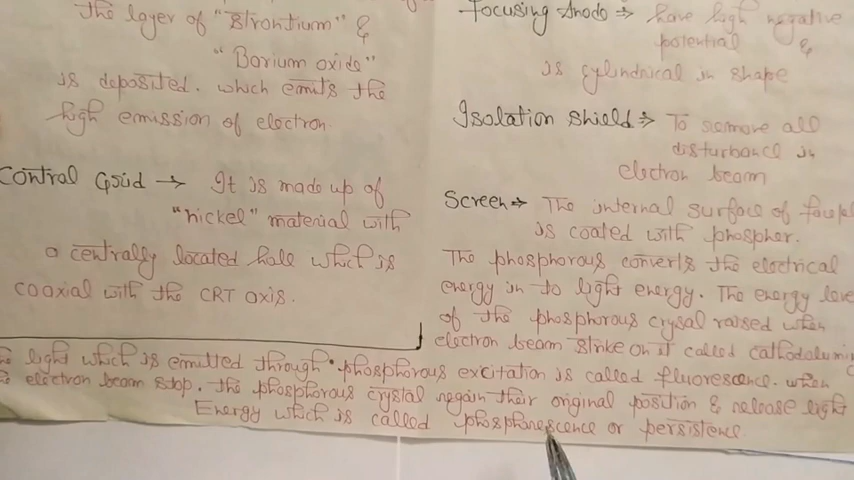 The layer of "Strontium" &
"Borium oxide"
is deposited. which emits the
high emission of electron
Control Grid → It is made up of
"nickel" material with
a centrally located hole which is
coaxial with the CRT axis.
Focusing Anode ⇒ have high negative
potential &
is cylindrical in shape
Isolation shield ⇒ To remove all
disturbance in
electron beam
Screen ⇒ The internal surface of
is coated with phospher.
The phosphorous converts the electrical
energy in to light energy. The energy leve
of the phosphorous crysal raised when
electron beam strike on it called cathodolumin
he light which is emitted through phosphorous excitation is called fluorescence. when
he electron beam stop. the phosphorous crystal regain their original position & release light
Energy which is called phosphorescence or persistence